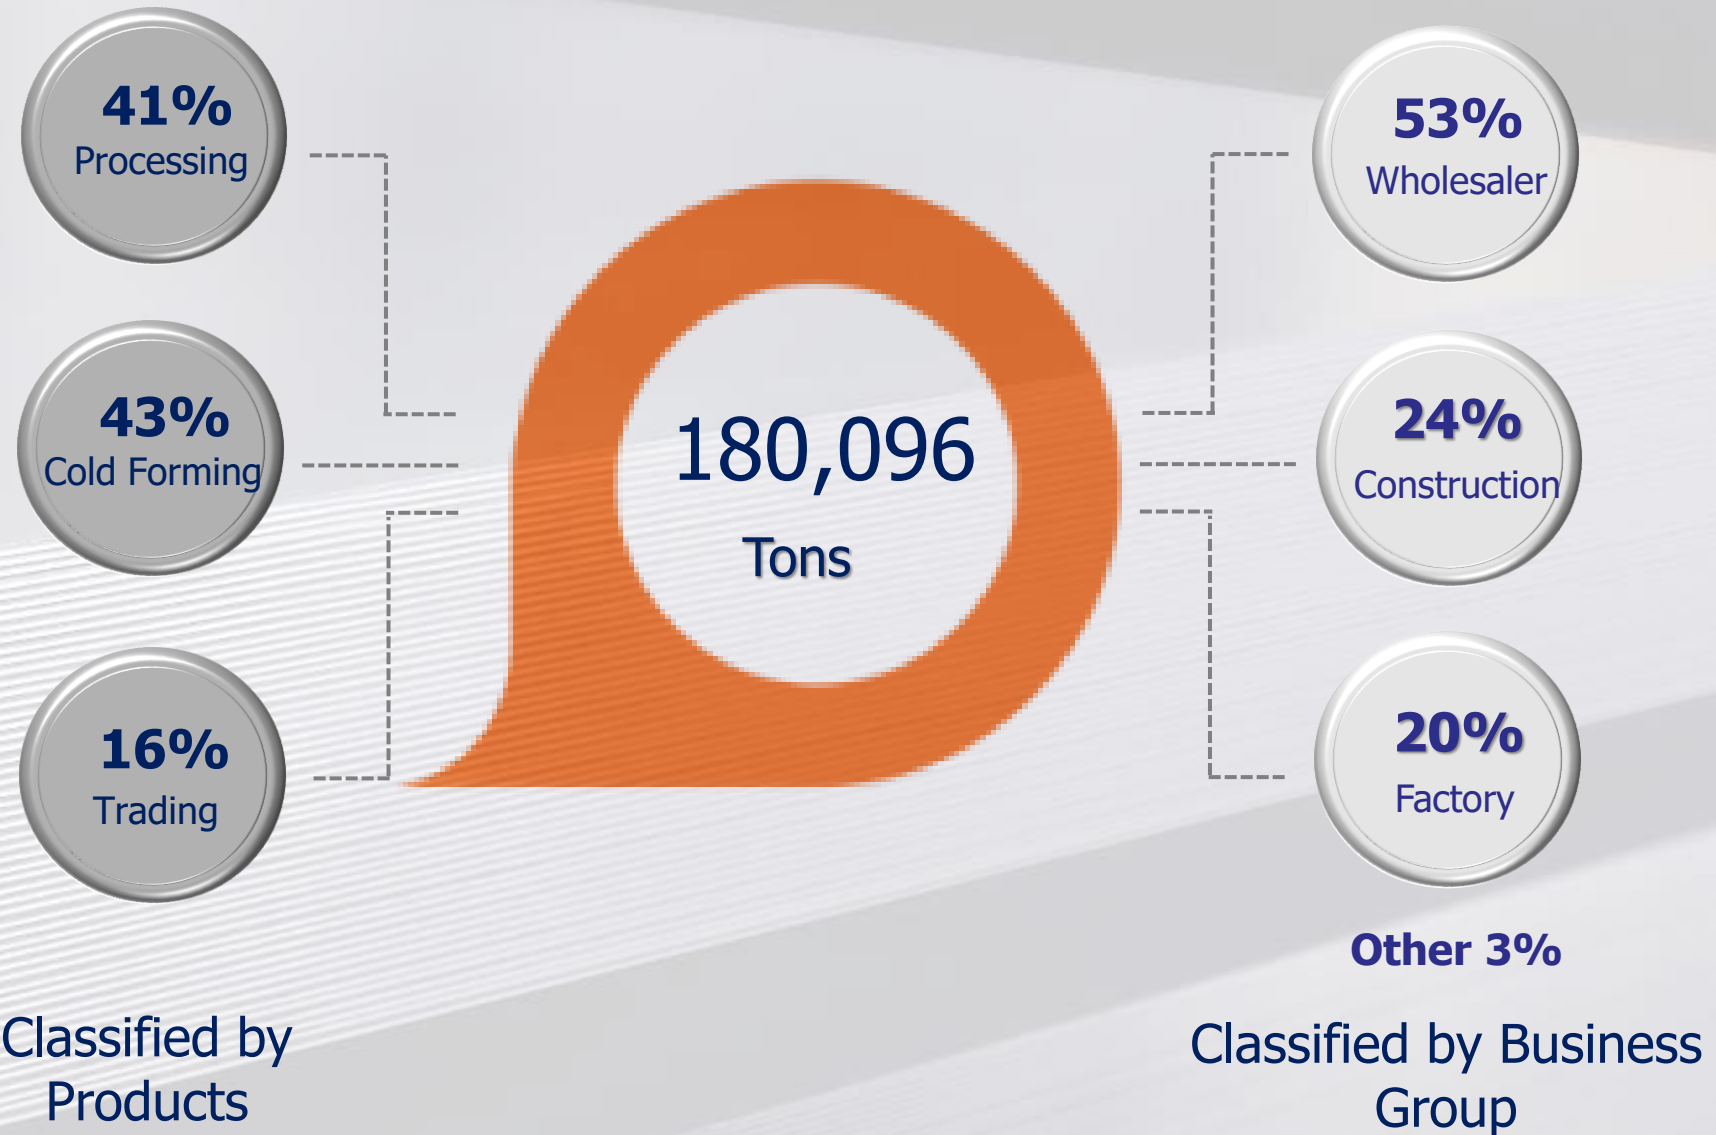 41%
Processing
43%
Cold Forming
16%
Trading
Classified by
Products
180,096
Tons
53%
Wholesaler
24%
Construction
20%
Factory
Other 3%
Classified by Business
Group